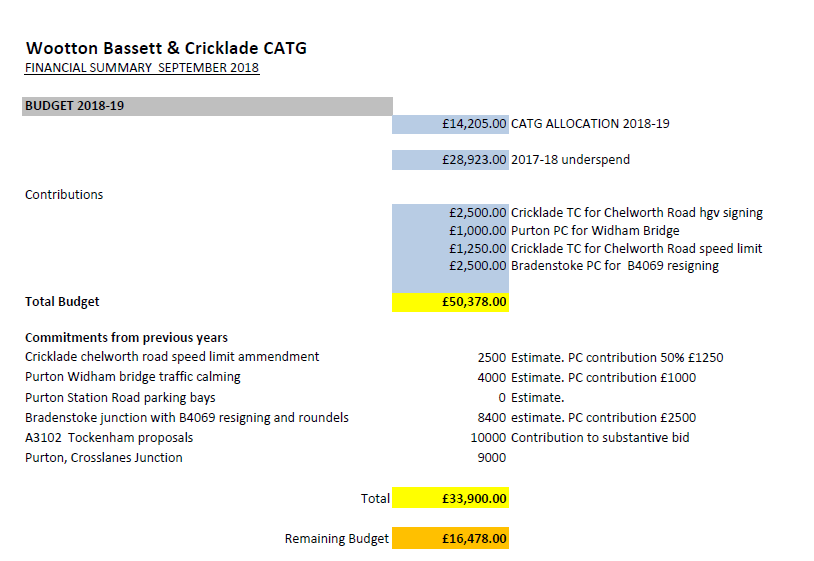 Wootton Bassett & Cricklade CATG
FINANCIAL SUMMARY SEPTEMBER 2018
BUDGET 2018-19
£14,205.00 CATG ALLOCATION 2018-19
£28,923.00 2017-18 underspend
Contributions
£2,500.00 Cricklade TC for Chelworth Road hgv signing
£1,000.00 Purton PC for Widham Bridge
£1,250.00 Cricklade TC for Chelworth Road speed limit
£2,500.00 Bradenstoke PC for B4069 resigning
Total Budget £50,378.00
Commitments from previous years
Cricklade chelworth road speed limit ammendment 2500 Estimate. PC contribution 50% £1250
Purton Widham bridge traffic calming 4000 Estimate. PC contribution £1000
Purton Station Road parking bays 0 Estimate.
Bradenstoke junction with B4069 resigning and roundels 8400 estimate. PC contribution £2500
A3102 Tockenham proposals 10000 Contribution to substantive bid
Purton, Crosslanes Junction 9000
Total £33,900.00
Remaining Budget £16,478.00